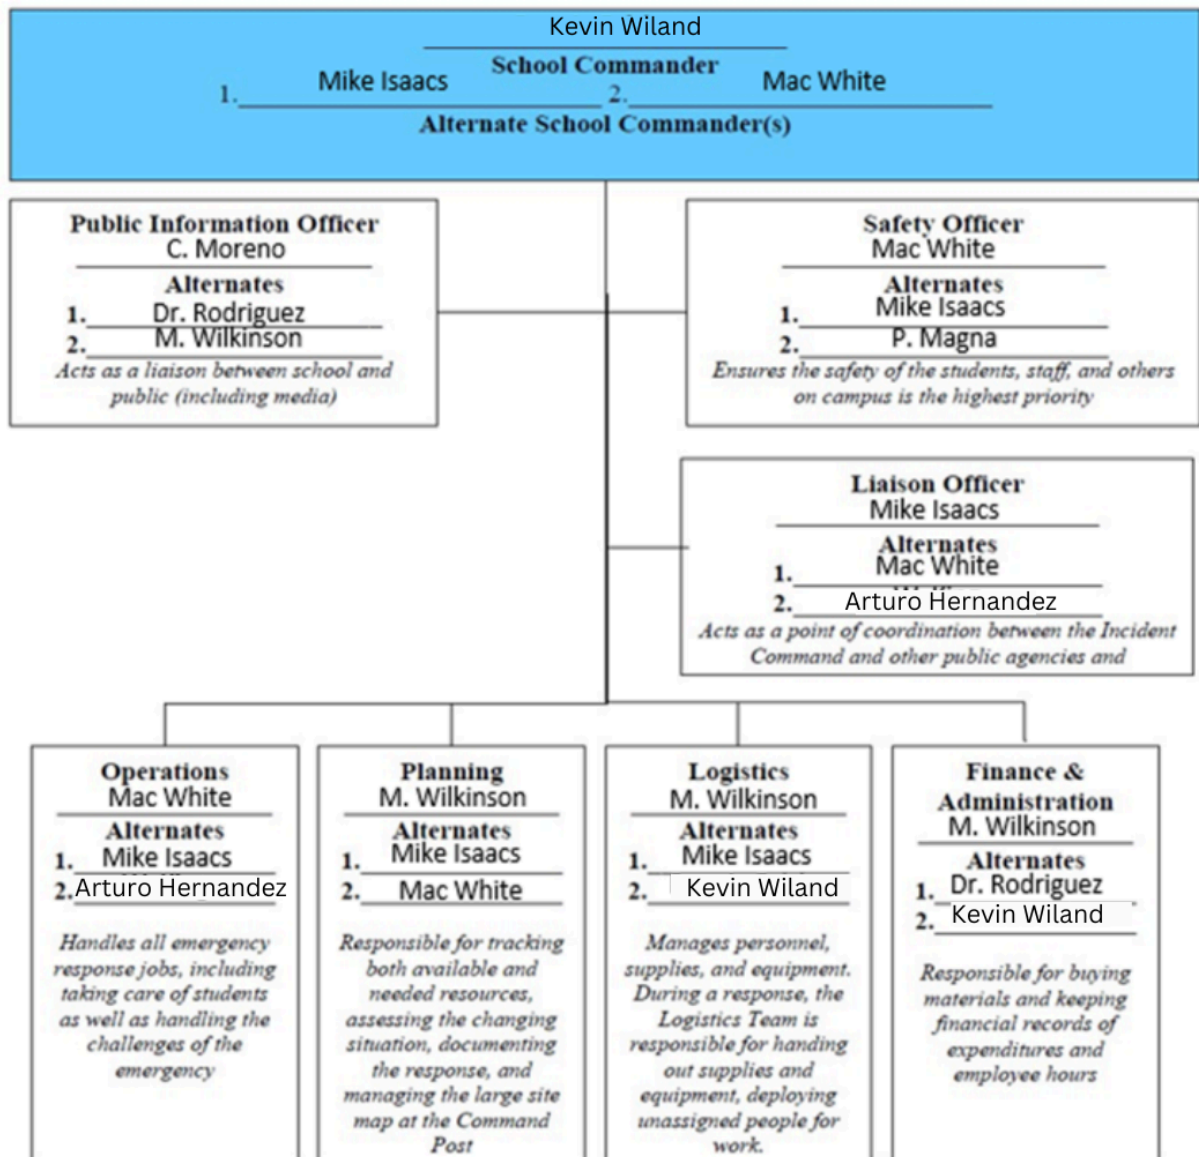 Kevin Wiland
School Commander
1. Mike Isaacs 2. Mac White
Alternate School Commander(s)
Public Information Officer
C. Moreno
Alternates
1. Dr. Rodriguez
2. M. Wilkinson
Acts as a liaison between school and
public (including media)
Safety Officer
Mac White
Alternates
1. Mike Isaacs
2. P. Magna
Ensures the safety of the students, staff, and others
on campus is the highest priority
Liaison Officer
Mike Isaacs
Alternates
1. Mac White
2. Arturo Hernandez
Acts as a point of coordination between the Incident
Command and other public agencies and
Operations
Mac White
Alternates
1. Mike Isaacs
2. Arturo Hernandez
Handles all emergency
response jobs, including
taking care of students
as well as handling the
challenges of the
emergency
Planning
M. Wilkinson
Alternates
1. Mike Isaacs
2. Mac White
Responsible for tracking
both available and
needed resources,
assessing the changing
situation, documenting
the response, and
managing the large site
map at the Command
Post
Logistics
M. Wilkinson
Alternates
1. Mike Isaacs
2. Kevin Wiland
Manages personnel,
supplies, and equipment.
During a response, the
Logistics Team is
responsible for handing
out supplies and
equipment, deploying
unassigned people for
work.
Finance &
Administration
M. Wilkinson
Alternates
1. Dr. Rodriguez
2. Kevin Wiland
Responsible for buying
materials and keeping
financial records of
expenditures and
employee hours